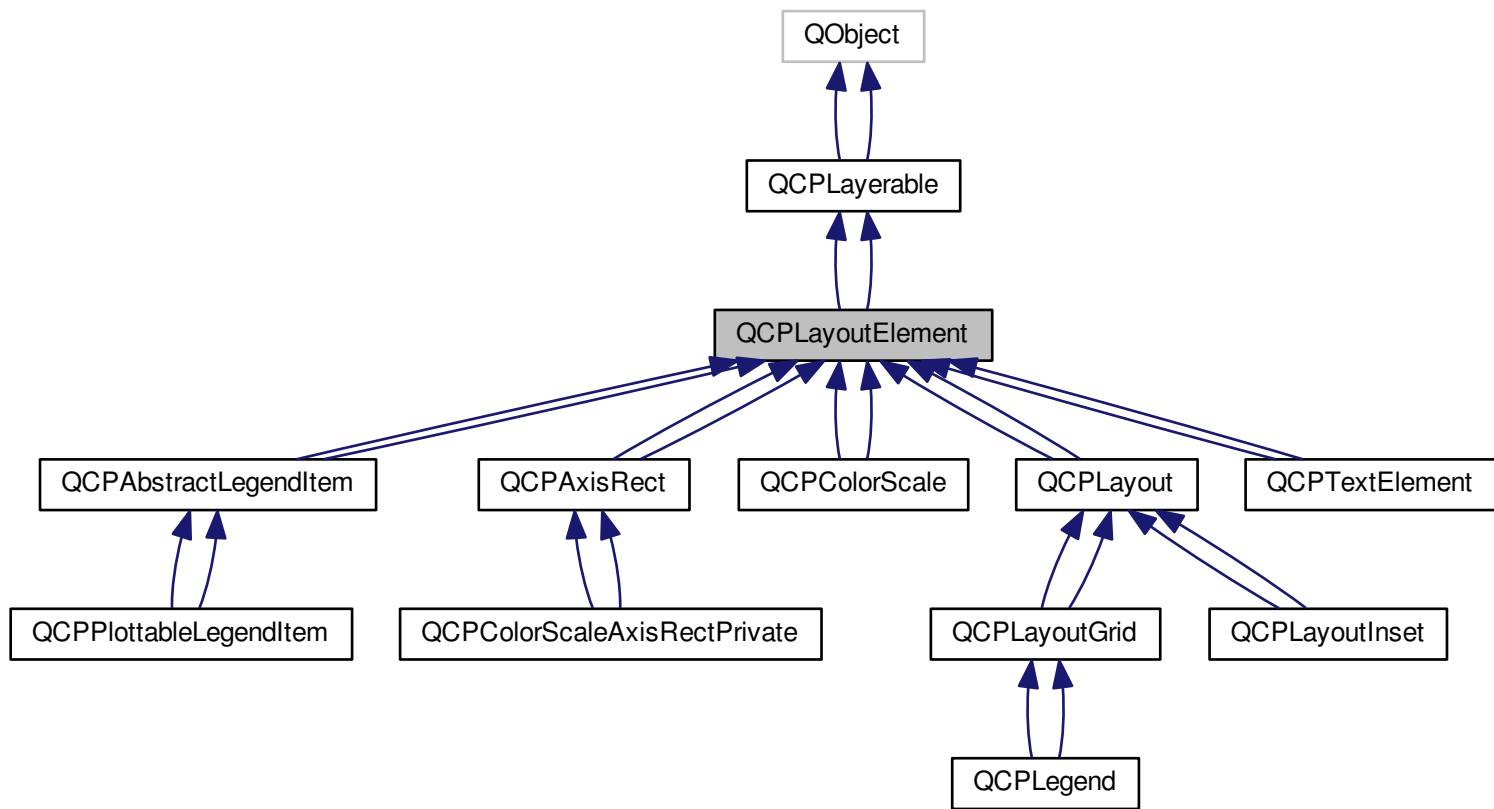 QObject
QCPLayerable
QCPLayoutElement
QCPAbstractLegendItem
QCPAxisRect
QCPColorScale
QCPLayout
QCPTextElement
QCPPlottableLegendItem
QCPColorScaleAxisRectPrivate
QCPLayoutGrid
QCPLayoutInset
QCPLegend